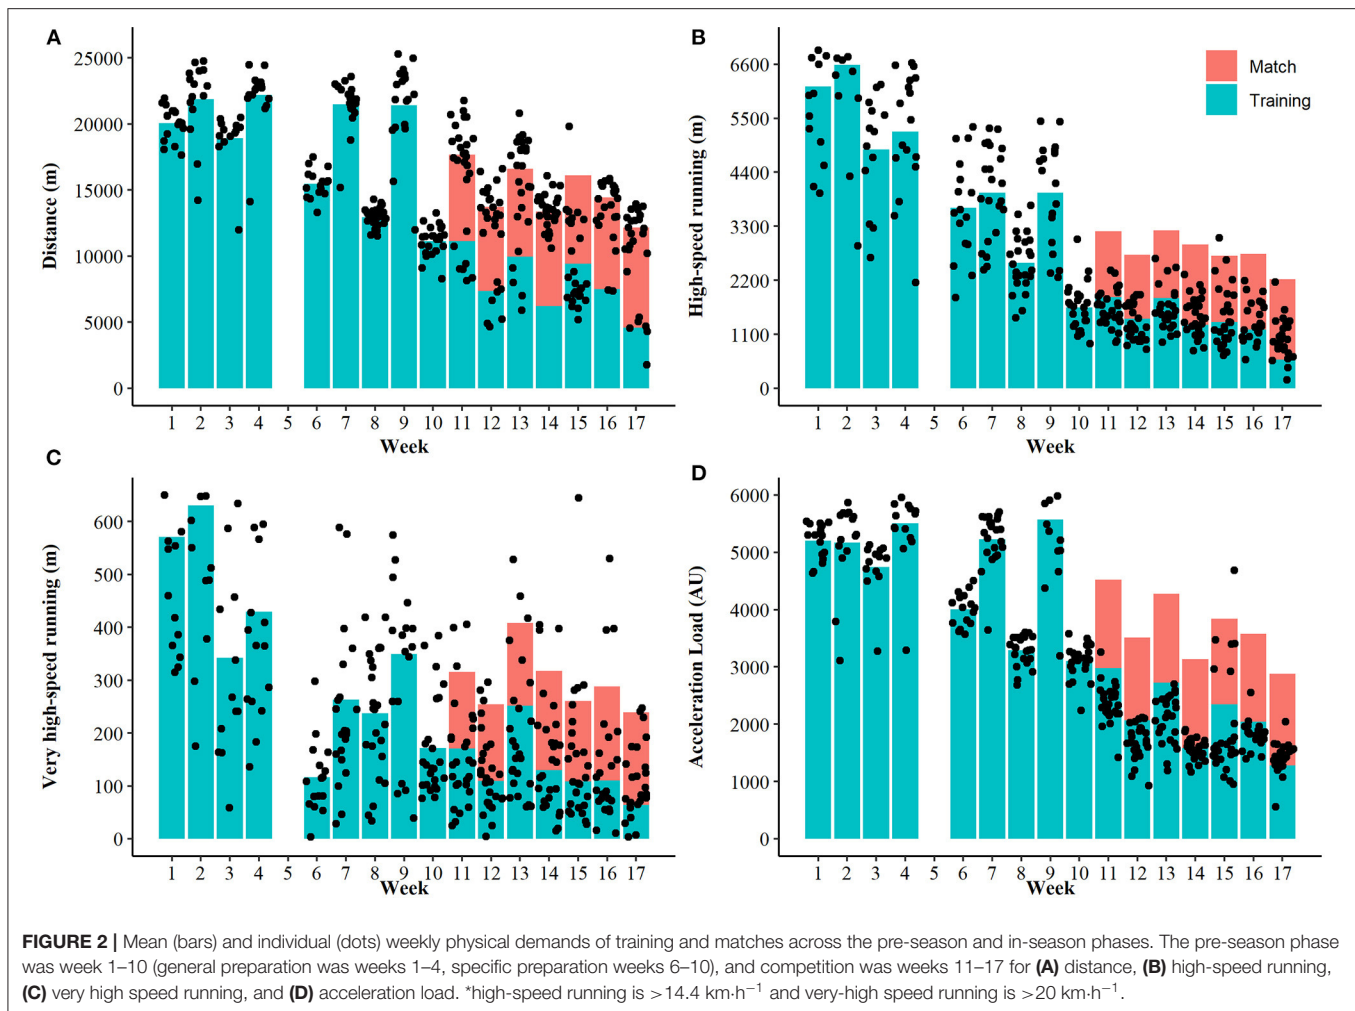 A
Distance (m)
25000
20000
15000
10000
5000
0
1 2 3 4 5 6 7 8 9 10 11 12 13 14 15 16 17
Week
B
High-speed running (m)
6600
5500
4400
3300
2200
1100
0
1 2 3 4 5 6 7 8 9 10 11 12 13 14 15 16 17
Week
Match
Training
C
Very high-speed running (m)
600
500
400
300
200
100
0
1 2 3 4 5 6 7 8 9 10 11 12 13 14 15 16 17
Week
D
Acceleration Load (AU)
6000
5000
4000
3000
2000
1000
0
1 2 3 4 5 6 7 8 9 10 11 12 13 14 15 16 17
Week
FIGURE 2 | Mean (bars) and individual (dots) weekly physical demands of training and matches across the pre-season and in-season phases. The pre-season phase
was week 1–10 (general preparation was weeks 1–4, specific preparation weeks 6–10), and competition was weeks 11–17 for (A) distance, (B) high-speed running,
(C) very high speed running, and (D) acceleration load. *high-speed running is >14.4 km·h⁻¹ and very-high speed running is >20 km·h⁻¹.